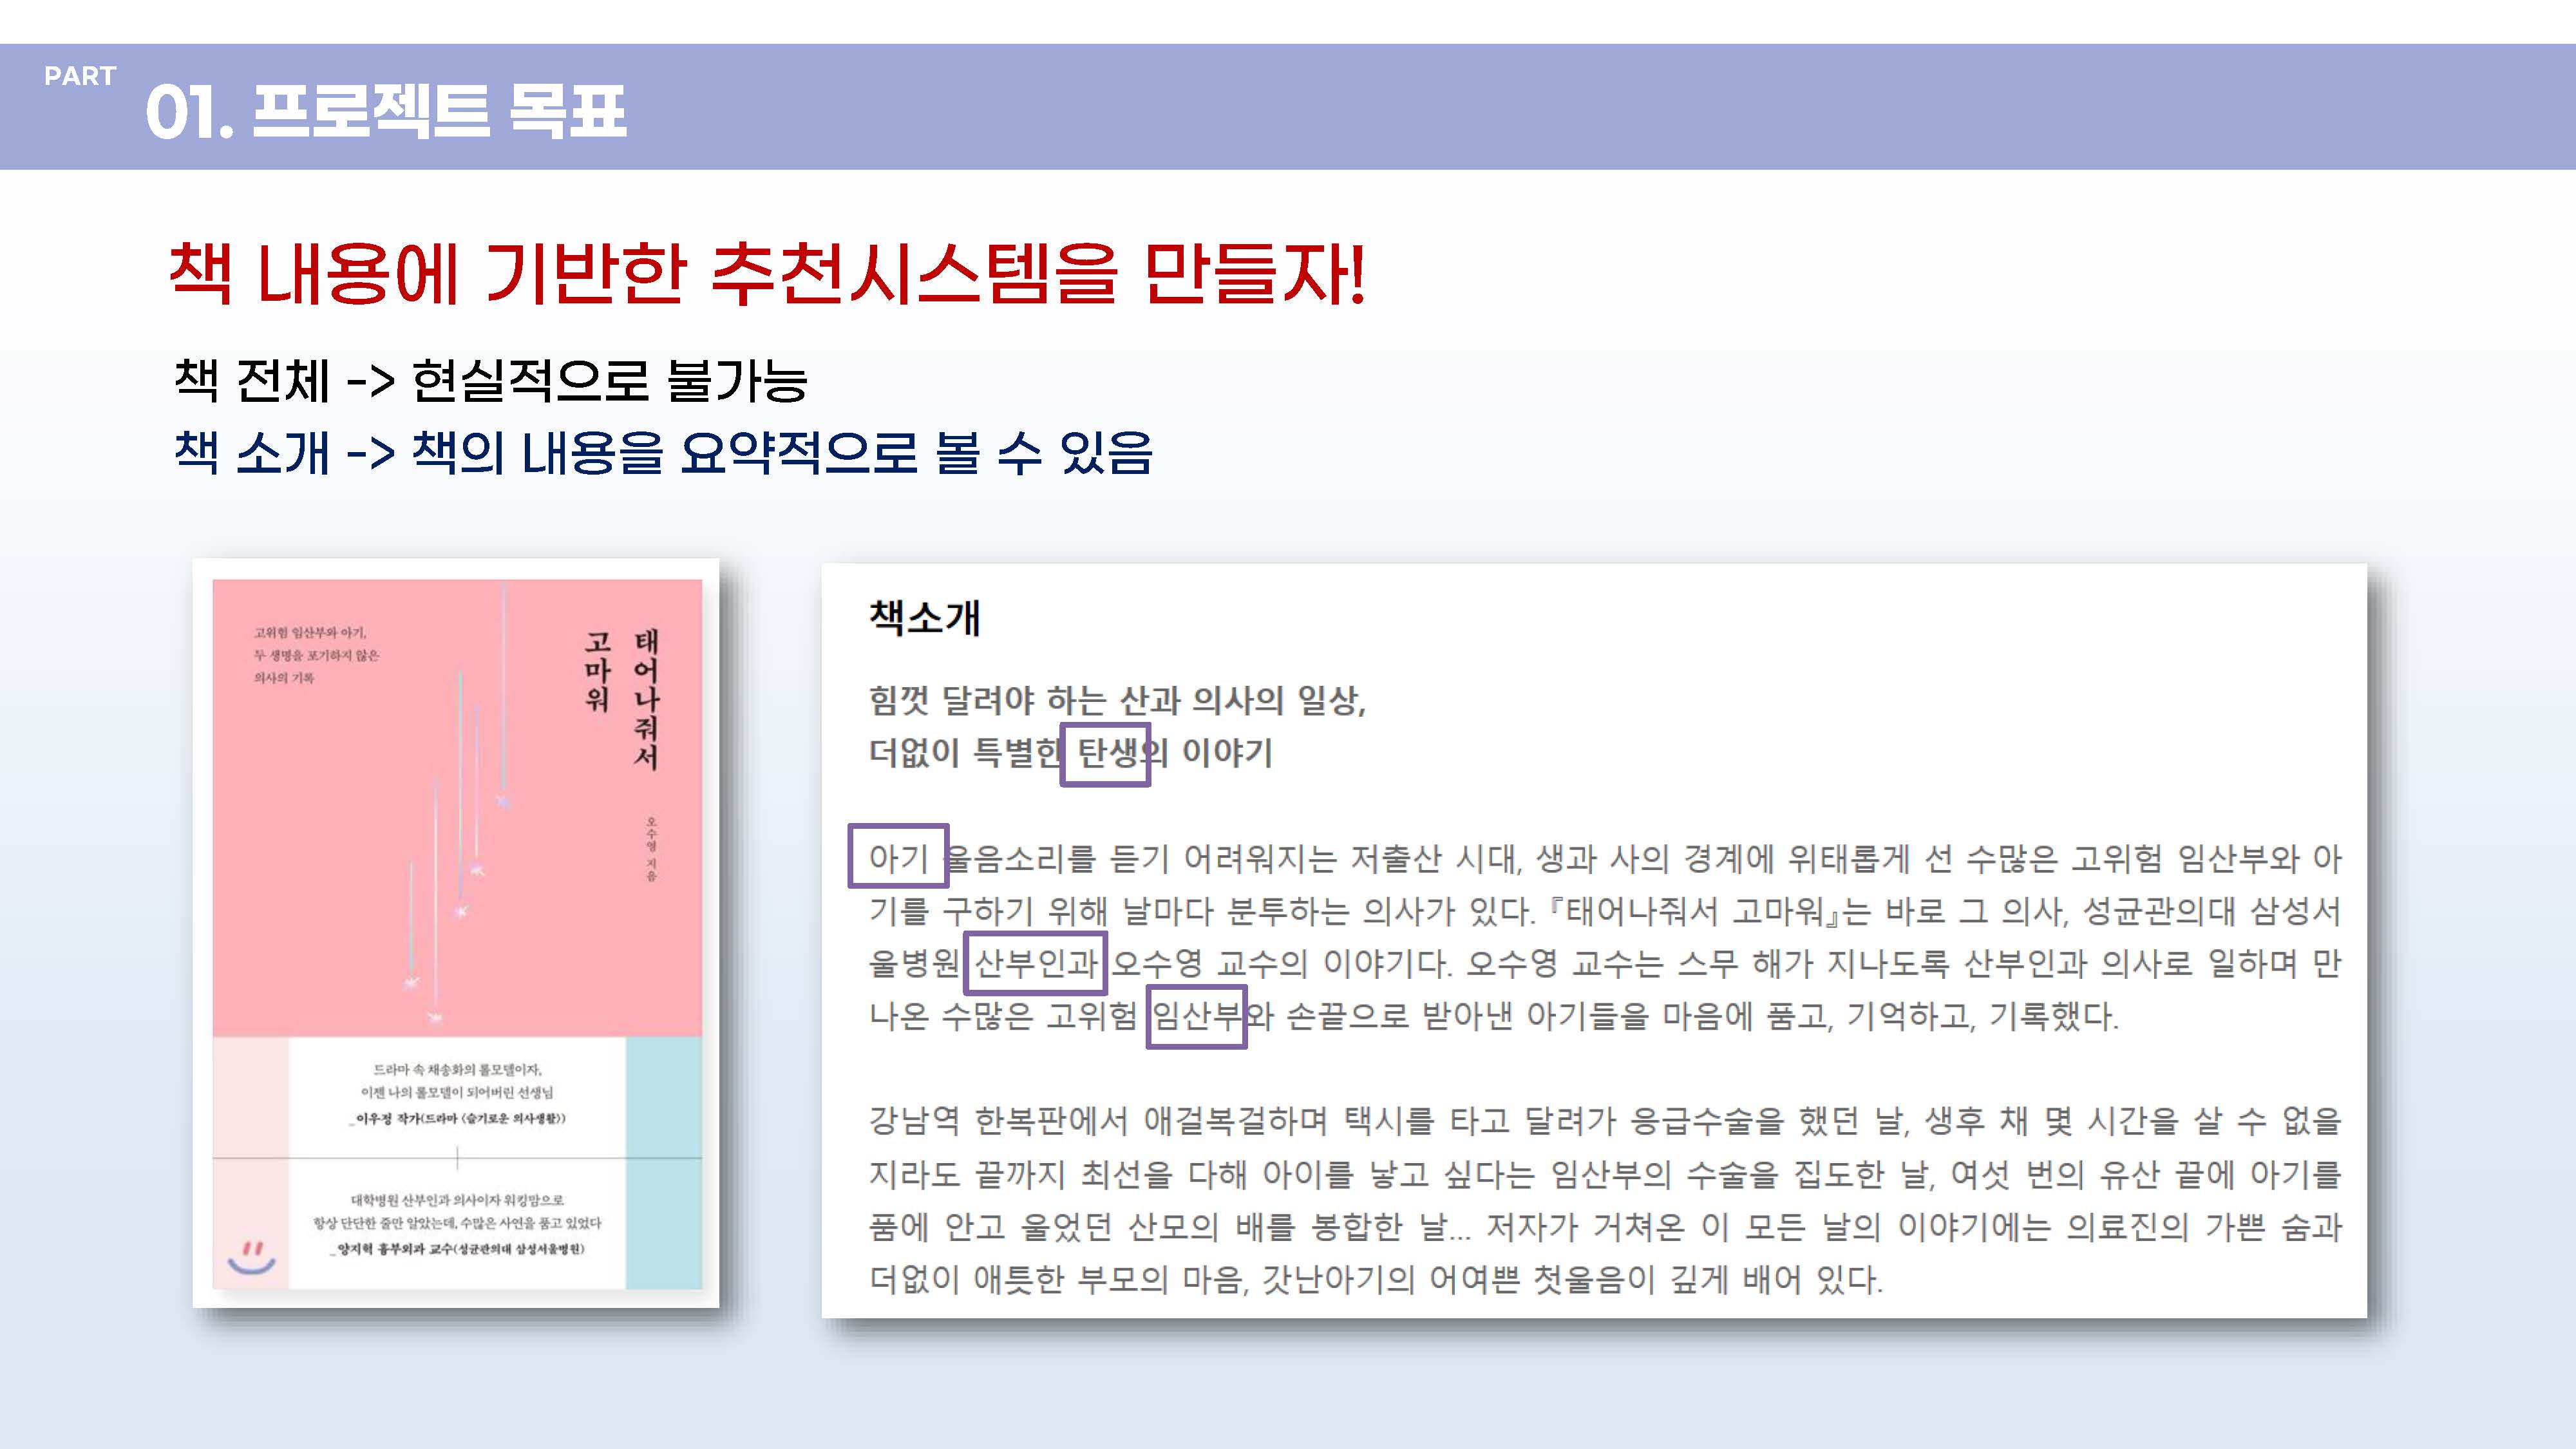 PART
01. 프로젝트 목표
책 내용에 기반한 추천시스템을 만들자!
책 전체 -> 현실적으로 불가능
책 소개 -> 책의 내용을 요약적으로 볼 수 있음
고위험 임산부와 아기,
두 생명을 포기하지 않은
의사의 기록
태어나줘서
고마워
오수영 지음
드라마 속 채송화의 롤모델이자,
이젠 나의 롤모델이 되어버린 선생님
_이우정 작가(드라마 〈슬기로운 의사생활〉)
대학병원 산부인과 의사이자 워킹맘으로
항상 단단한 줄만 알았는데, 수많은 사연을 품고 있었다
_양지혁 흉부외과 교수(성균관의대 삼성서울병원)
책소개
힘껏 달려야 하는 산과 의사의 일상,
더없이 특별한 탄생의 이야기
아기 울음소리를 듣기 어려워지는 저출산 시대, 생과 사의 경계에 위태롭게 선 수많은 고위험 임산부와 아
기를 구하기 위해 날마다 분투하는 의사가 있다. 『태어나줘서 고마워』는 바로 그 의사, 성균관의대 삼성서
울병원 산부인과 오수영 교수의 이야기다. 오수영 교수는 스무 해가 지나도록 산부인과 의사로 일하며 만
나온 수많은 고위험 임산부와 손끝으로 받아낸 아기들을 마음에 품고, 기억하고, 기록했다.
강남역 한복판에서 애걸복걸하며 택시를 타고 달려가 응급수술을 했던 날, 생후 채 몇 시간을 살 수 없을
지라도 끝까지 최선을 다해 아이를 낳고 싶다는 임산부의 수술을 집도한 날, 여섯 번의 유산 끝에 아기를
품에 안고 울었던 산모의 배를 봉합한 날... 저자가 거쳐온 이 모든 날의 이야기에는 의료진의 가쁜 숨과
더없이 애틋한 부모의 마음, 갓난아기의 어여쁜 첫울음이 깊게 배어 있다.